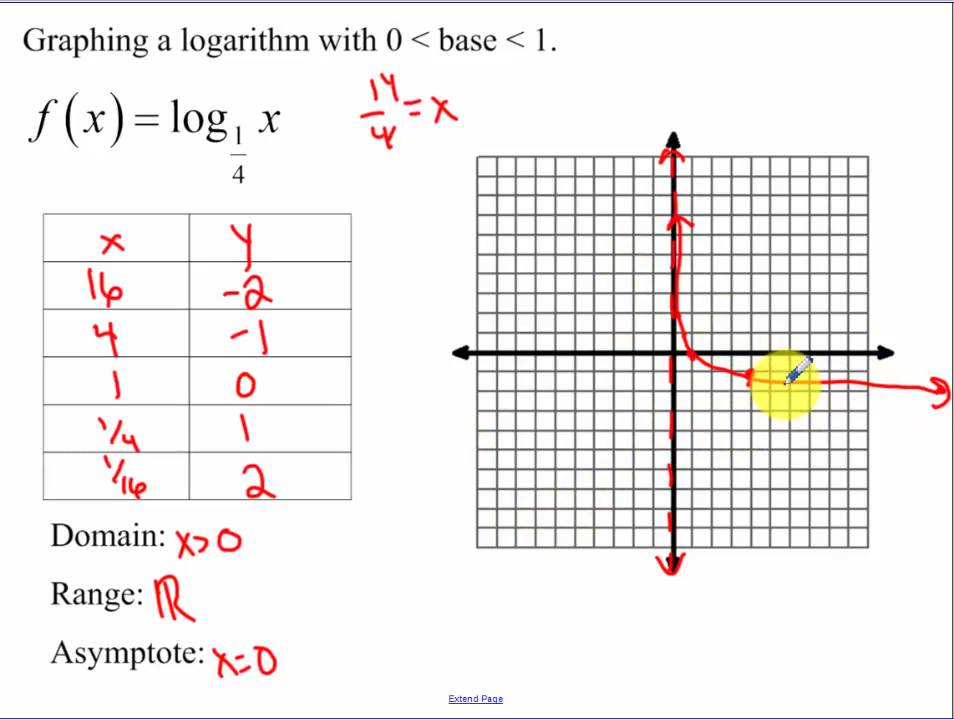 Graphing a logarithm with 0 < base < 1.
f(x) = log_{1/4} x
1^y/4 = x
x y
16 -2
4 -1
1 0
1/4 1
1/16 2
Domain: x>0
Range: ℝ
Asymptote: x=0
Extend Page